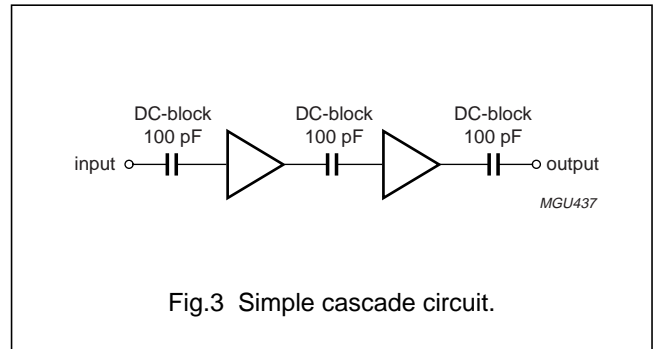 DC-block
100 pF
DC-block
100 pF
DC-block
100 pF
input
output
MGU437
Fig.3 Simple cascade circuit.